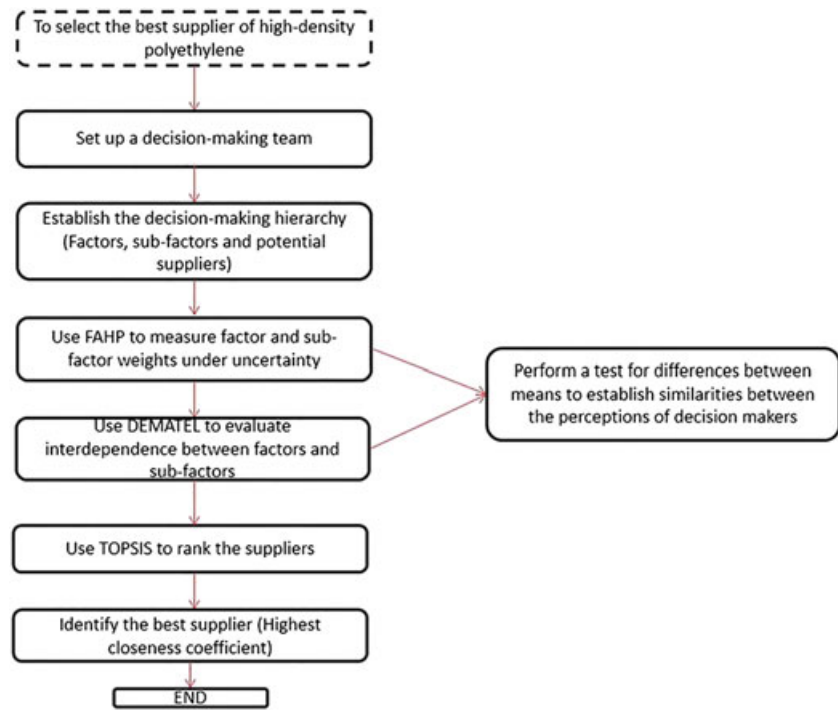 To select the best supplier of high-density
polyethylene
Set up a decision-making team
Establish the decision-making hierarchy
(Factors, sub-factors and potential
suppliers)
Use FAHP to measure factor and sub-
factor weights under uncertainty
Perform a test for differences between
means to establish similarities between
the perceptions of decision makers
Use DEMATEL to evaluate
interdependence between factors and
sub-factors
Use TOPSIS to rank the suppliers
Identify the best supplier (Highest
closeness coefficient)
END